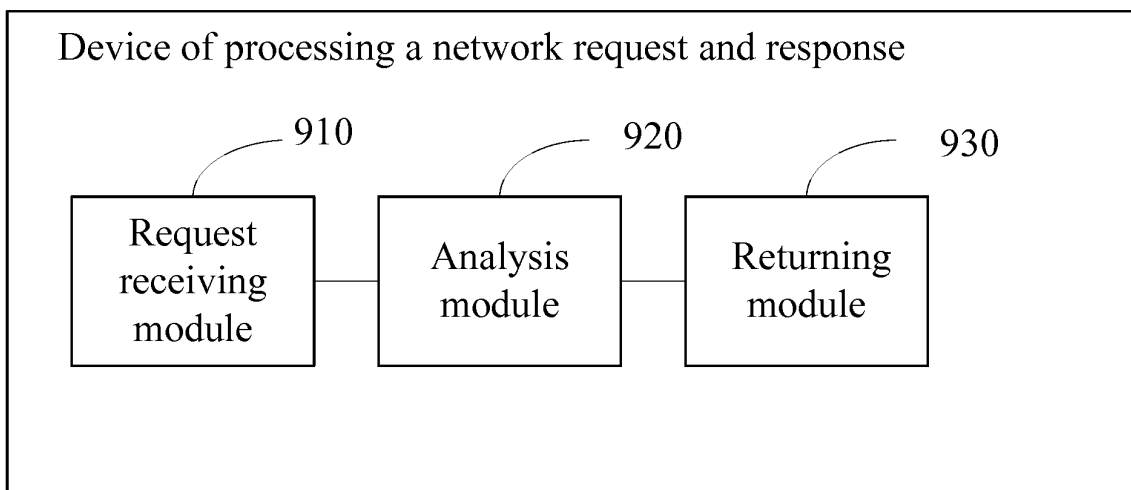 Device of processing a network request and response
910
920
930
Request
receiving
module
Analysis
module
Returning
module